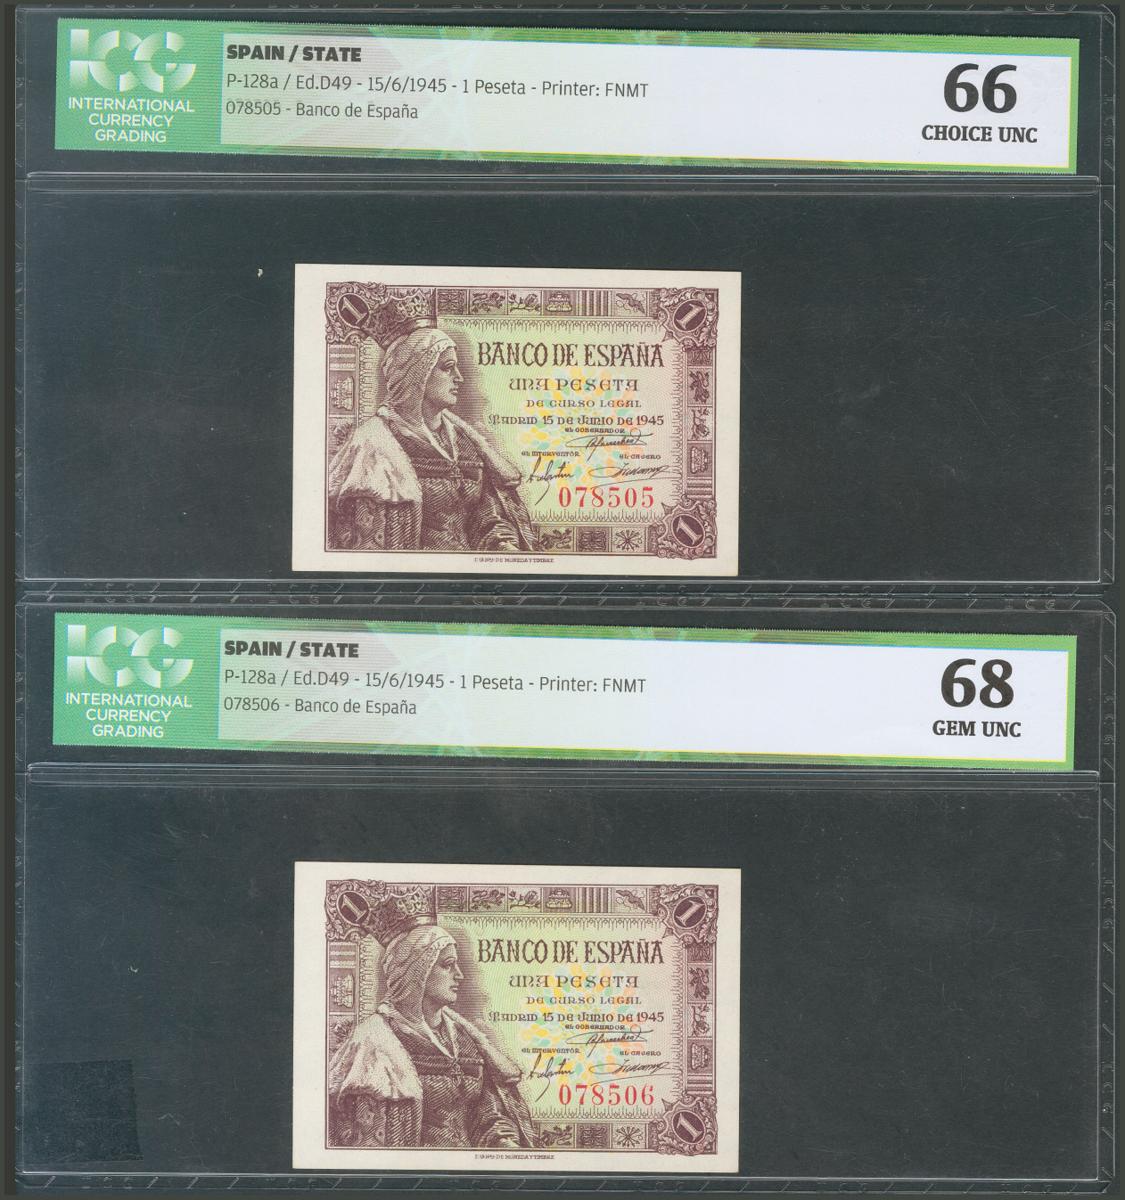 ICG
INTERNATIONAL
CURRENCY
GRADING
SPAIN / STATE
P-128a / Ed.D49 - 15/6/1945 - 1 Peseta - Printer: FNMT
078505 - Banco de España
66
CHOICE UNC
1
1
BANCO DE ESPAÑA
UNA PESETA
DE CURSO LEGAL
MADRID 15 DE JUNIO DE 1945
EL GOBERNADOR
EL INTERVENTOR
EL CAJERO
078505
1
ICG
INTERNATIONAL
CURRENCY
GRADING
SPAIN / STATE
P-128a / Ed.D49 - 15/6/1945 - 1 Peseta - Printer: FNMT
078506 - Banco de España
68
GEM UNC
1
1
BANCO DE ESPAÑA
UNA PESETA
DE CURSO LEGAL
MADRID 15 DE JUNIO DE 1945
EL GOBERNADOR
EL INTERVENTOR
EL CAJERO
078506
1